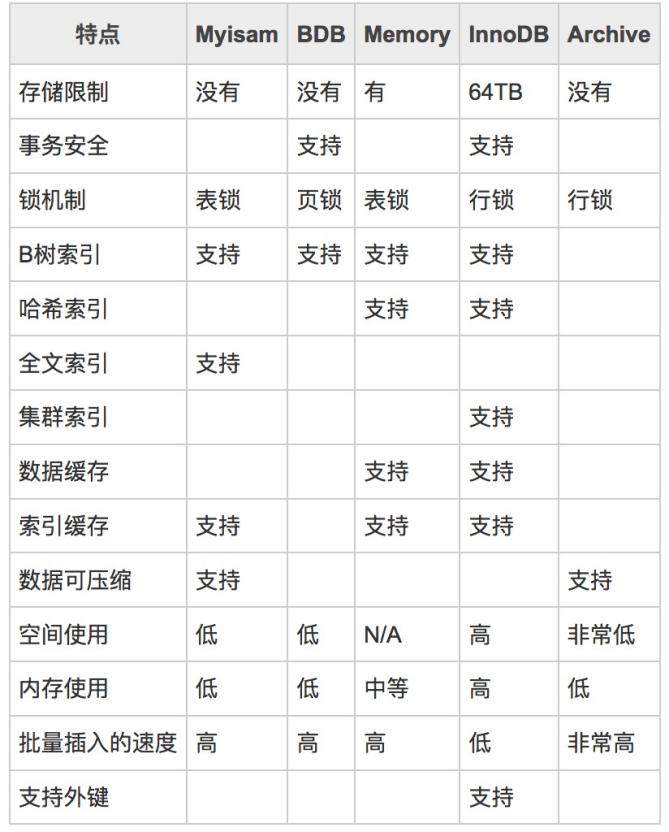 特点 Myisam BDB Memory InnoDB Archive
存储限制 没有 没有 有 64TB 没有
事务安全 支持 支持
锁机制 表锁 页锁 表锁 行锁 行锁
B树索引 支持 支持 支持 支持
哈希索引 支持 支持
全文索引 支持
集群索引 支持
数据缓存 支持 支持
索引缓存 支持 支持 支持
数据可压缩 支持 支持
空间使用 低 低 N/A 高 非常低
内存使用 低 低 中等 高 低
批量插入的速度 高 高 高 低 非常高
支持外键 支持